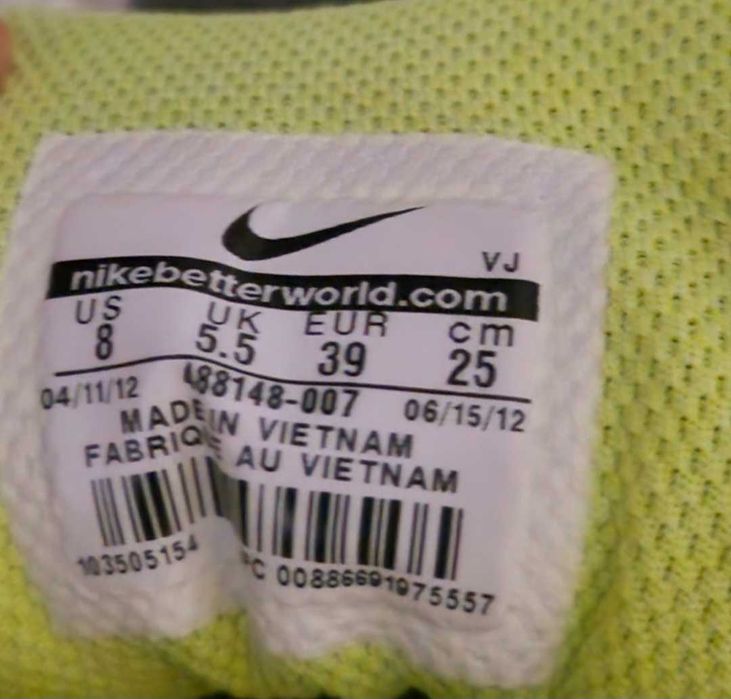 VJ
nikebetterworld.com
US UK EUR cm
8 5.5 39 25
04/11/12 488148-007 06/15/12
MADE IN VIETNAM
FABRIQUE AU VIETNAM
103505154 00886691975557